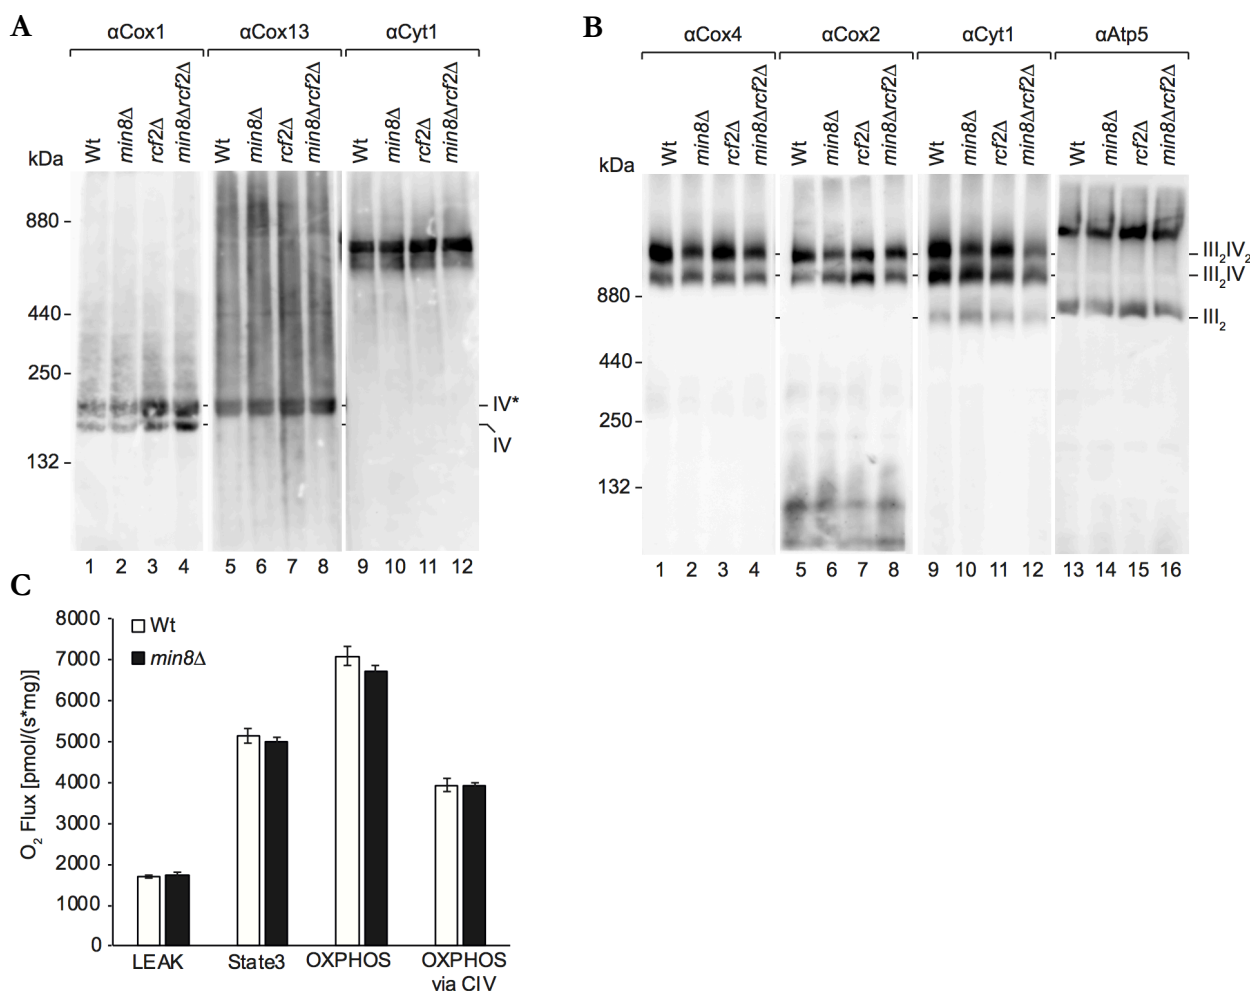 A
αCox1 αCox13 αCyt1
Wt min8Δ rcf2Δ min8Δrcf2Δ Wt min8Δ rcf2Δ min8Δrcf2Δ Wt min8Δ rcf2Δ min8Δrcf2Δ
kDa
880
440
250
132
IV*
IV
1 2 3 4 5 6 7 8 9 10 11 12
B
αCox4 αCox2 αCyt1 αAtp5
Wt min8Δ rcf2Δ min8Δrcf2Δ Wt min8Δ rcf2Δ min8Δrcf2Δ Wt min8Δ rcf2Δ min8Δrcf2Δ Wt min8Δ rcf2Δ min8Δrcf2Δ
kDa
880
440
250
132
III₂IV₂
III₂IV
III₂
1 2 3 4 5 6 7 8 9 10 11 12 13 14 15 16
C
O₂ Flux [pmol/(s*mg)]
8000
7000
6000
5000
4000
3000
2000
1000
0
Wt
min8Δ
LEAK State3 OXPHOS OXPHOS
via CIV